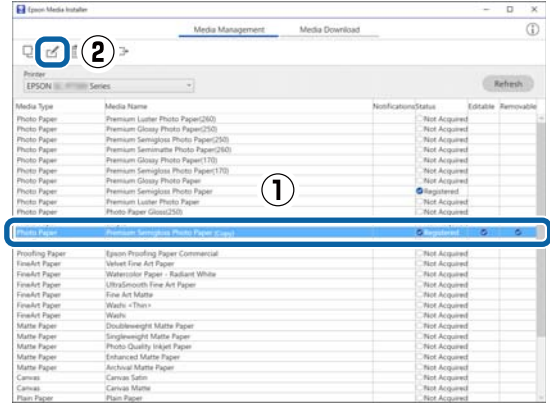 Epson Media Installer
Media Management Media Download
②
Printer
EPSON Series
Refresh
Media Type Media Name Notifications Status Editable Removable
Photo Paper Premium Luster Photo Paper(260) Not Acquired
Photo Paper Premium Glossy Photo Paper(250) Not Acquired
Photo Paper Premium Semigloss Photo Paper(250) Not Acquired
Photo Paper Premium Semimatte Photo Paper(260) Not Acquired
Photo Paper Premium Glossy Photo Paper(170) Not Acquired
Photo Paper Premium Semigloss Photo Paper(170) Not Acquired
Photo Paper Premium Glossy Photo Paper Not Acquired
Photo Paper Premium Semigloss Photo Paper Registered
Photo Paper Premium Luster Photo Paper Not Acquired
Photo Paper Photo Paper Gloss(250) Not Acquired
①
Photo Paper Premium Semigloss Photo Paper (Copy) Registered
Proofing Paper Epson Proofing Paper Commercial Not Acquired
FineArt Paper Velvet Fine Art Paper Not Acquired
FineArt Paper Watercolor Paper - Radiant White Not Acquired
FineArt Paper UltraSmooth Fine Art Paper Not Acquired
FineArt Paper Fine Art Matte Not Acquired
FineArt Paper Washi <Thin> Not Acquired
FineArt Paper Washi Not Acquired
Matte Paper Doubleweight Matte Paper Not Acquired
Matte Paper Singleweight Matte Paper Not Acquired
Matte Paper Photo Quality Inkjet Paper Not Acquired
Matte Paper Enhanced Matte Paper Not Acquired
Matte Paper Archival Matte Paper Not Acquired
Canvas Canvas Satin Not Acquired
Canvas Canvas Matte Not Acquired
Plain Paper Plain Paper Not Acquired